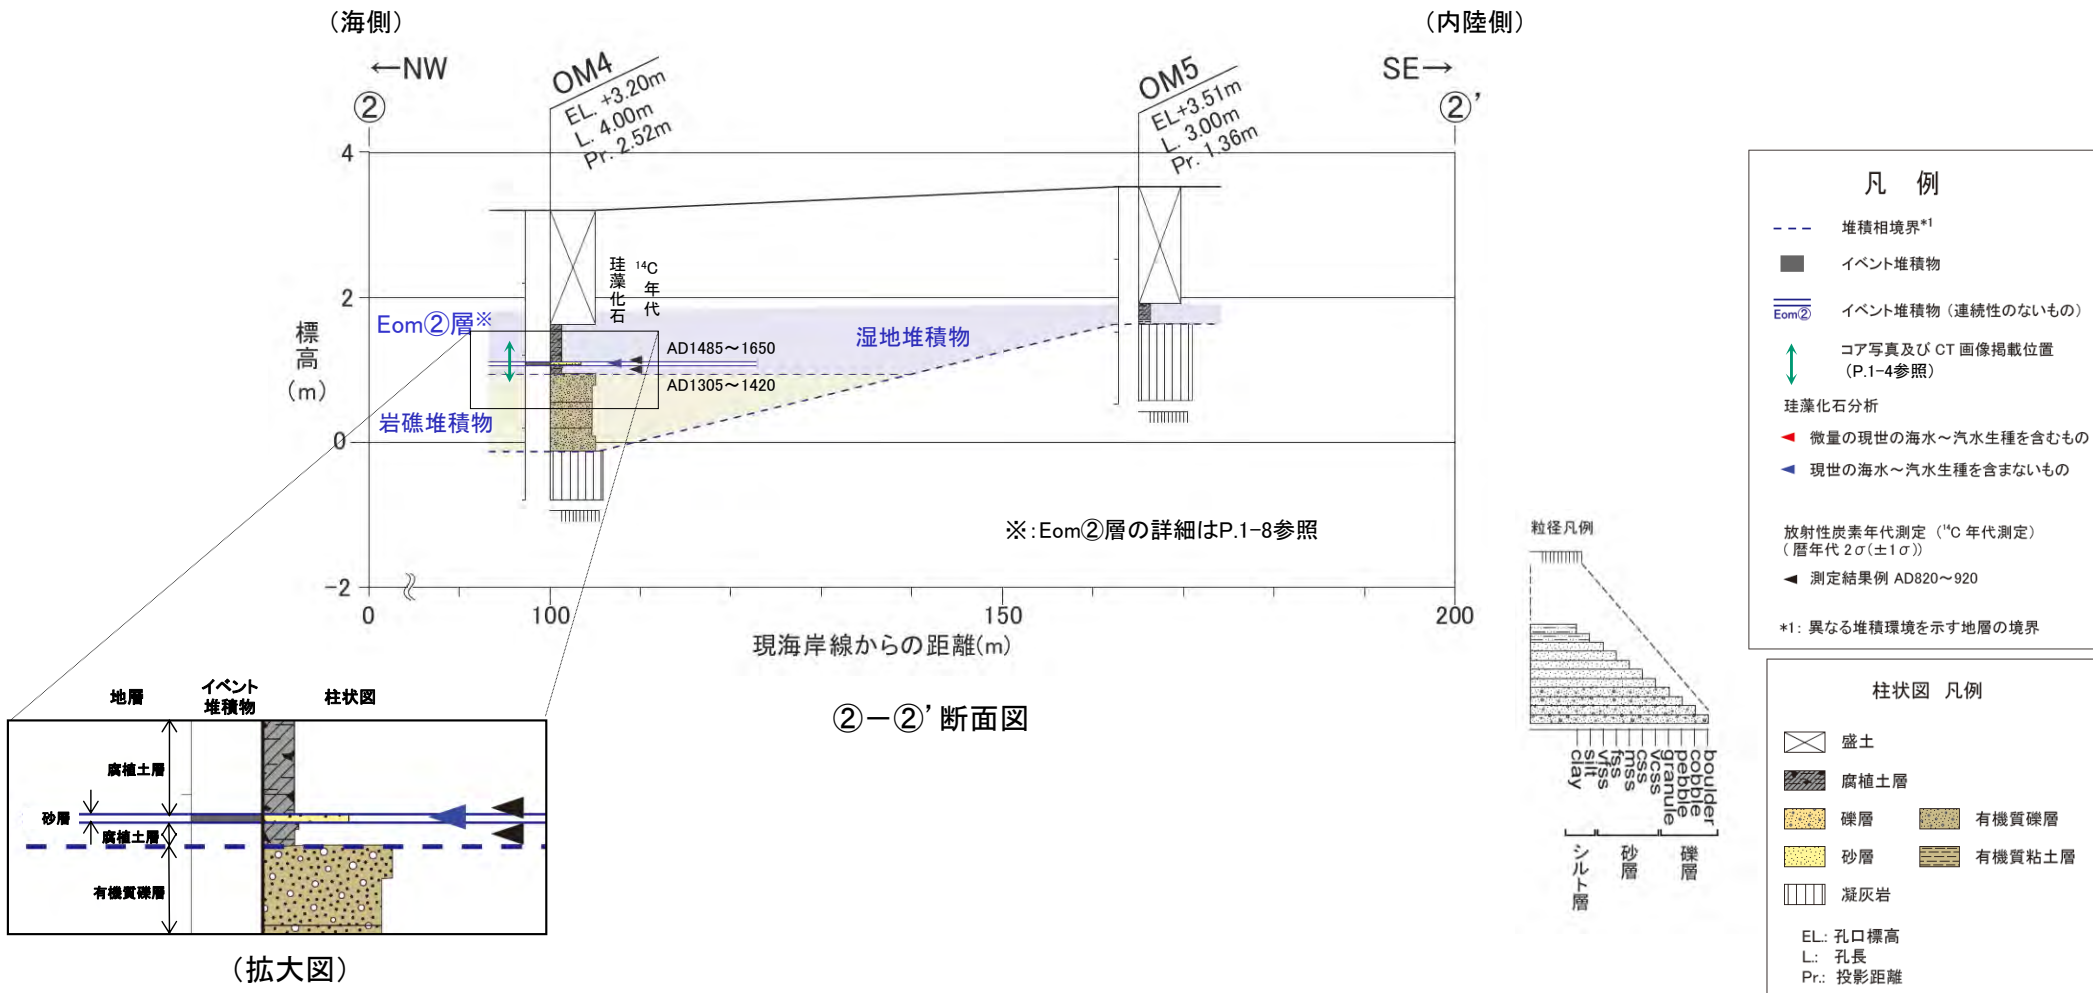 （海側）
（内陸側）
←NW
SE→
②
②’
OM4
EL. +3.20m
L. 4.00m
Pr. 2.52m
OM5
EL+3.51m
L. 3.00m
Pr. 1.36m
4
2
0
-2
標高
(m)
珪藻化石
¹⁴C年代
Eom②層※
湿地堆積物
AD1485～1650
AD1305～1420
岩礁堆積物
※：Eom②層の詳細はP.1-8参照
0
100
150
200
現海岸線からの距離(m)
②－②’断面図
地層
イベント
堆積物
柱状図
腐植土層
砂層
腐植土層
有機質礫層
（拡大図）
粒径凡例
clay
silt
vfss
fss
mss
css
vcss
granule
pebble
cobble
boulder
シルト層
砂層
礫層
凡 例
堆積相境界*1
イベント堆積物
Eom②
イベント堆積物（連続性のないもの）
コア写真及び CT 画像掲載位置
（P.1-4参照）
珪藻化石分析
微量の現世の海水～汽水生種を含むもの
現世の海水～汽水生種を含まないもの
放射性炭素年代測定（¹⁴C 年代測定）
（暦年代 2σ(±1σ)）
測定結果例 AD820～920
*1: 異なる堆積環境を示す地層の境界
柱状図 凡例
盛土
腐植土層
礫層
有機質礫層
砂層
有機質粘土層
凝灰岩
EL.: 孔口標高
L.: 孔長
Pr.: 投影距離